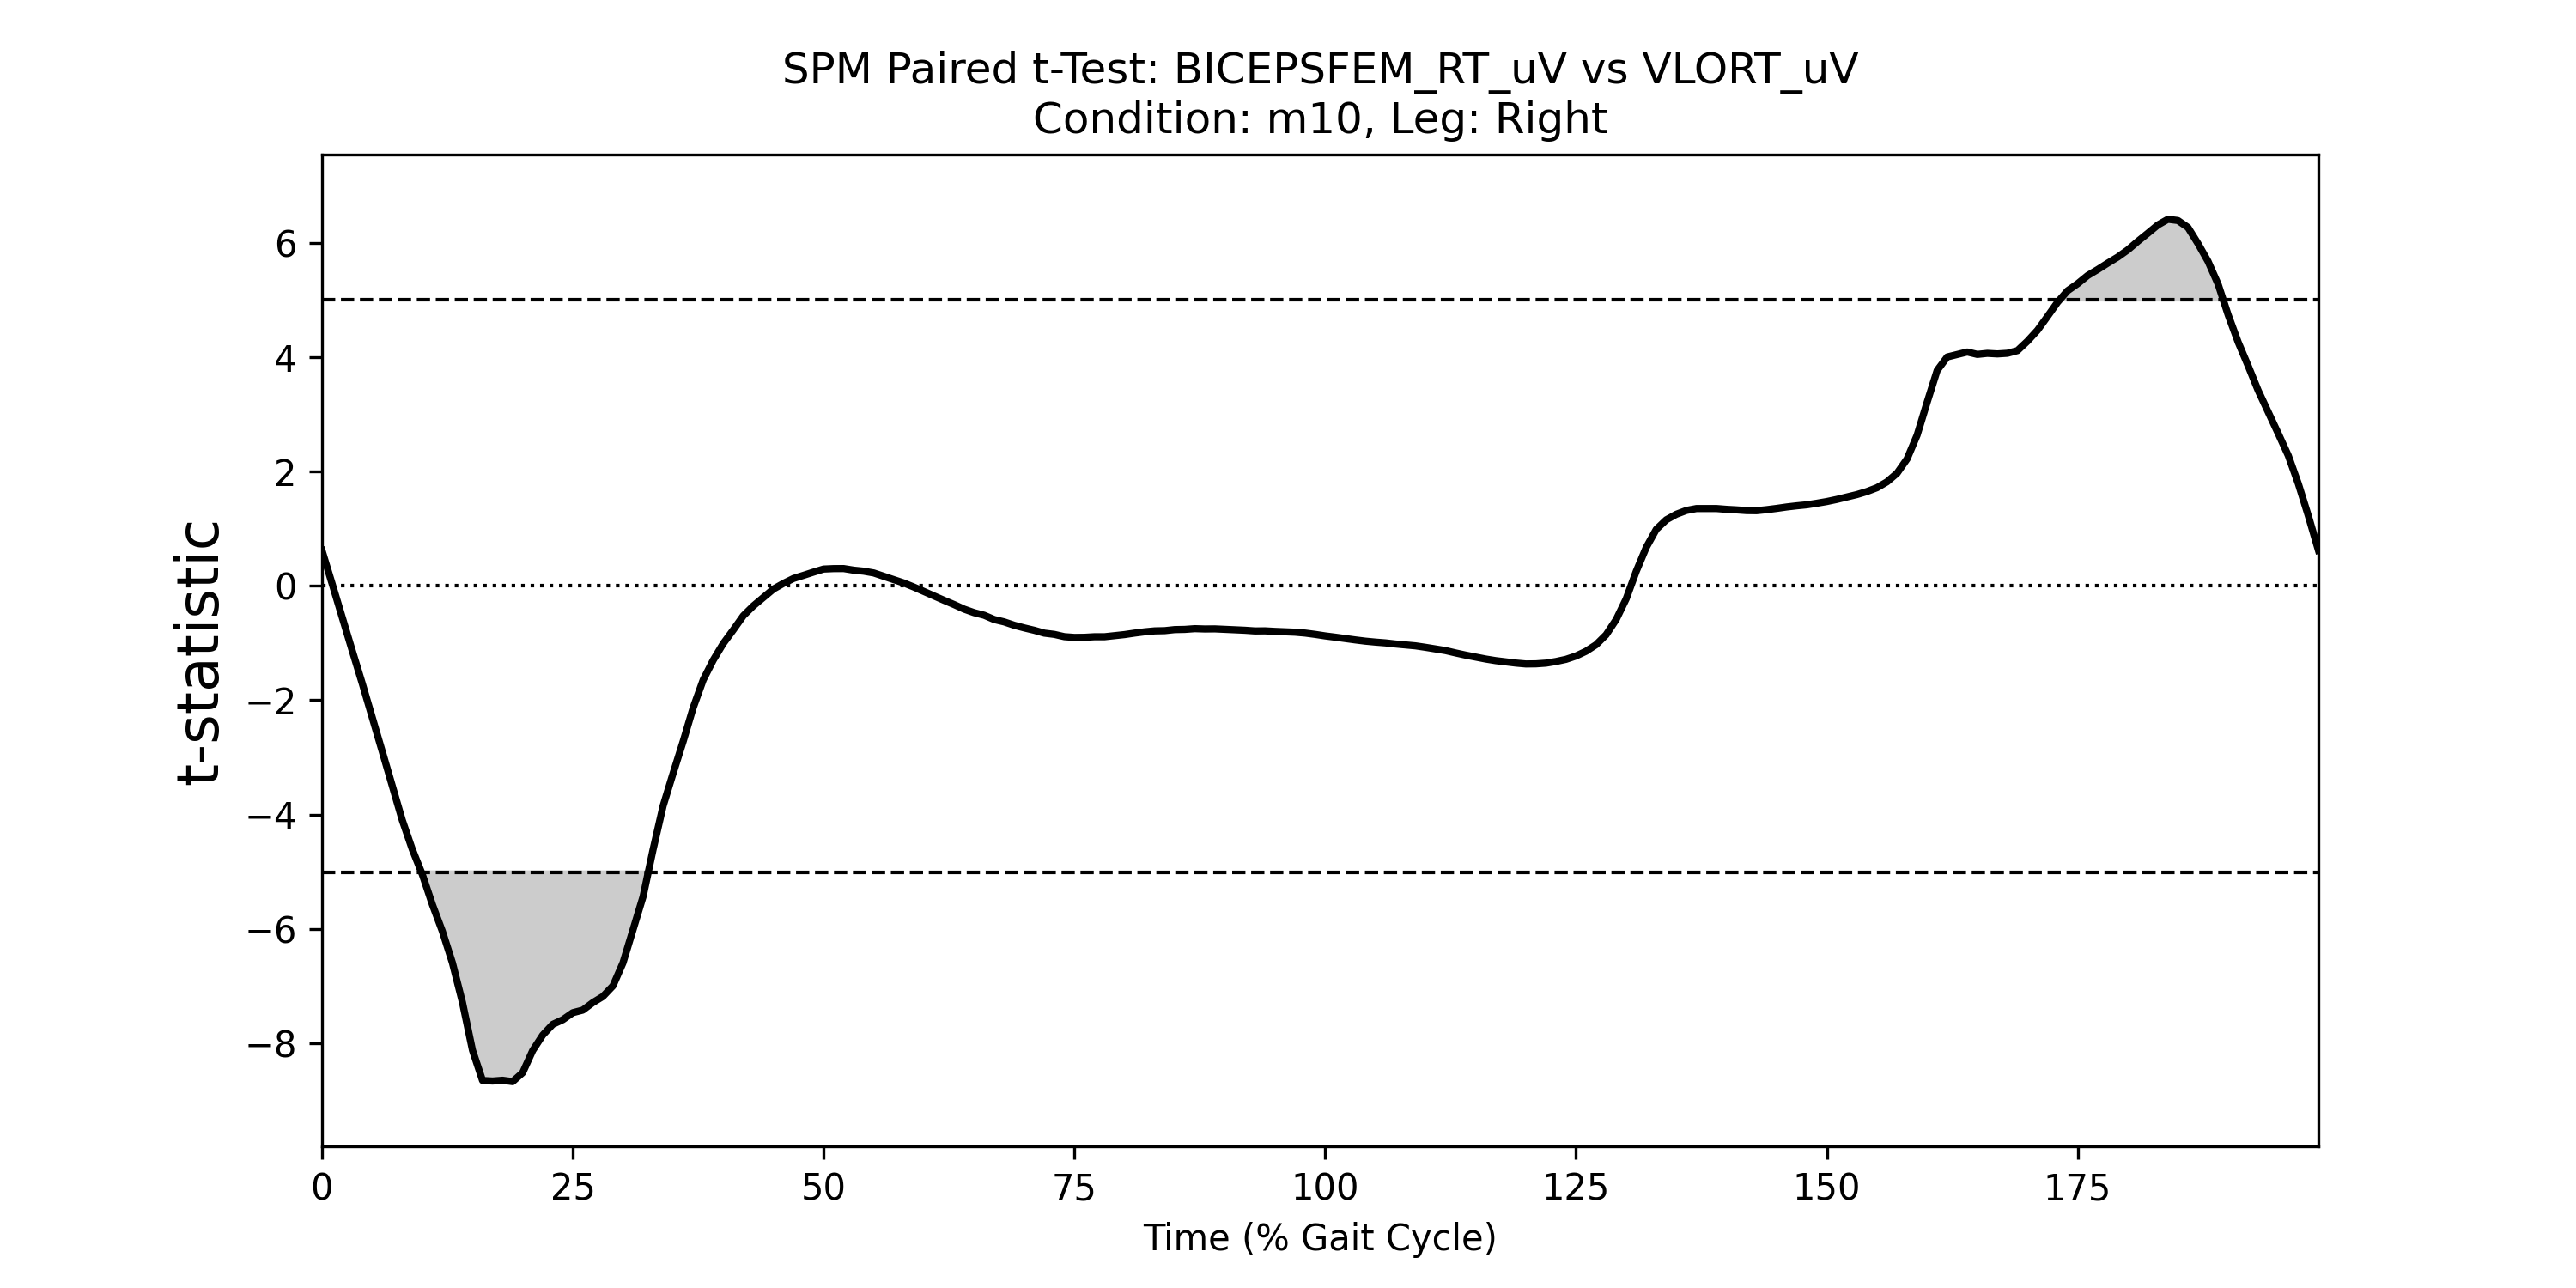 SPM Paired t-Test: BICEPSFEM_RT_uV vs VLORT_uV
Condition: m10, Leg: Right
6
4
2
0
−2
−4
−6
−8
t-statistic
0 25 50 75 100 125 150 175
Time (% Gait Cycle)